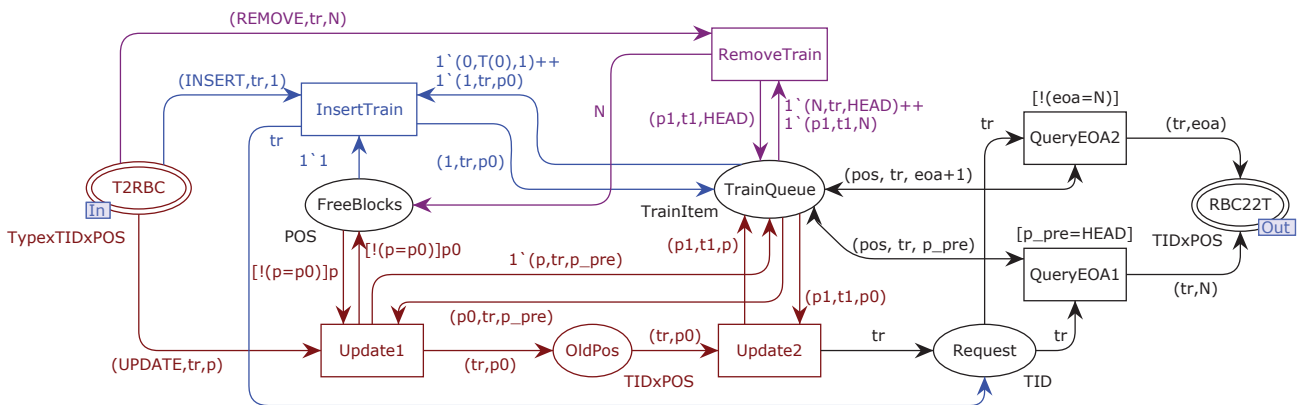 (REMOVE,tr,N)
RemoveTrain
1`(0,T(0),1)++
1`(1,tr,p0)
(INSERT,tr,1)
InsertTrain
N
(p1,t1,HEAD)
1`(N,tr,HEAD)++
1`(p1,t1,N)
[!(eoa=N)]
tr
QueryEOA2
(tr,eoa)
tr
1`1
(1,tr,p0)
T2RBC
In
TypexTIDxPOS
FreeBlocks
POS
TrainQueue
TrainItem
(pos, tr, eoa+1)
RBC22T
Out
TIDxPOS
[!(p=p0)]p
[!(p=p0)]p0
1`(p,tr,p_pre)
(p1,t1,p)
(pos, tr, p_pre)
[p_pre=HEAD]
QueryEOA1
(tr,N)
(p0,tr,p_pre)
(p1,t1,p0)
(UPDATE,tr,p)
Update1
(tr,p0)
OldPos
TIDxPOS
(tr,p0)
Update2
tr
Request
TID
tr